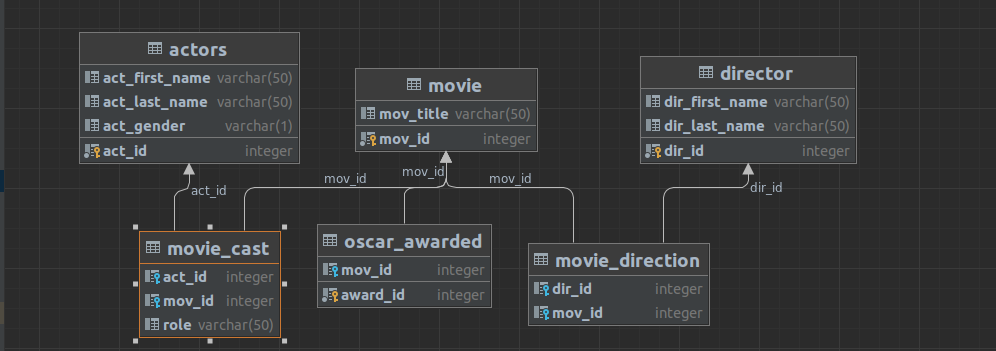 actors
act_first_name varchar(50)
act_last_name varchar(50)
act_gender varchar(1)
act_id integer
movie
mov_title varchar(50)
mov_id integer
director
dir_first_name varchar(50)
dir_last_name varchar(50)
dir_id integer
act_id
mov_id
mov_id
mov_id
dir_id
movie_cast
act_id integer
mov_id integer
role varchar(50)
oscar_awarded
mov_id integer
award_id integer
movie_direction
dir_id integer
mov_id integer